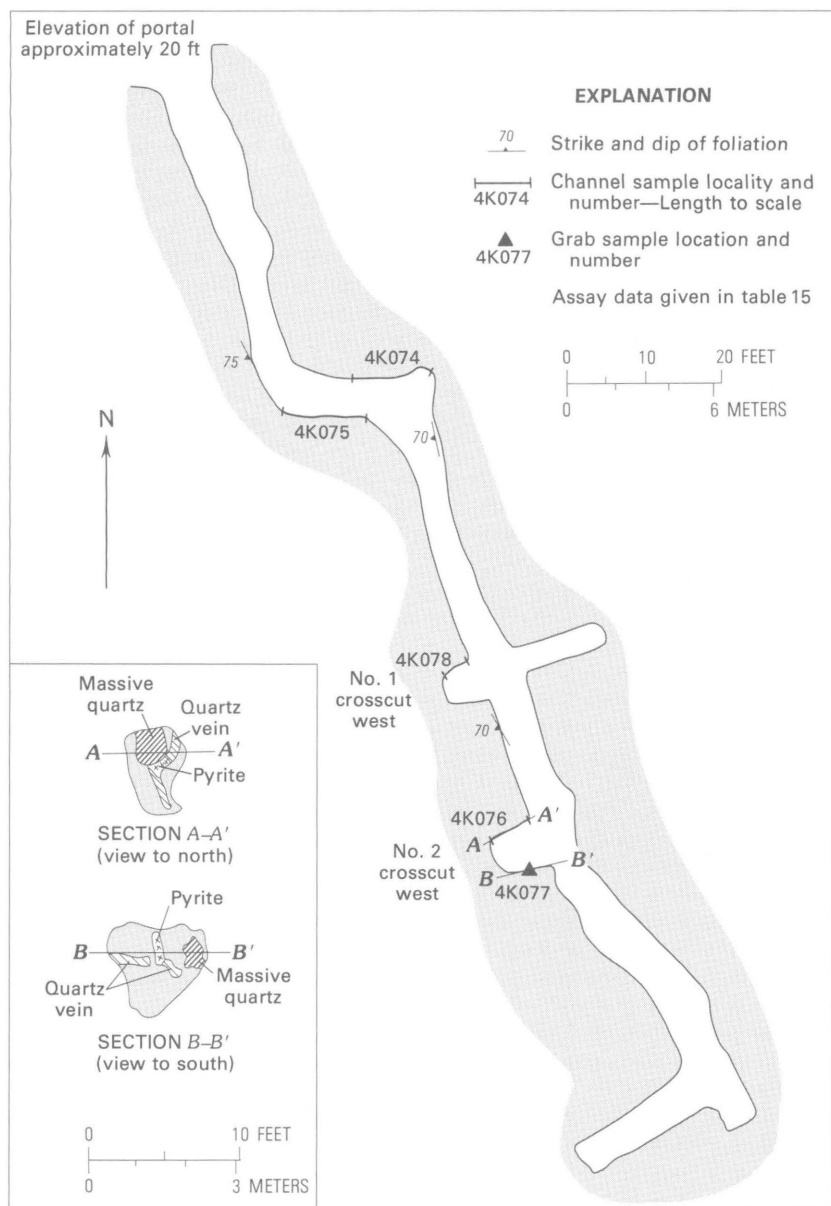 Elevation of portal
approximately 20 ft
EXPLANATION
70
Strike and dip of foliation
4K074
Channel sample locality and
number—Length to scale
4K077
Grab sample location and
number
Assay data given in table 15
0 10 20 FEET
0 6 METERS
N
75
4K074
4K075
70
4K078
No. 1
crosscut
west
70
4K076
A A'
No. 2
crosscut
west
B B'
4K077
Massive
quartz
Quartz
vein
A A'
Pyrite
SECTION A–A'
(view to north)
Pyrite
B B'
Quartz
vein
Massive
quartz
SECTION B–B'
(view to south)
0 10 FEET
0 3 METERS